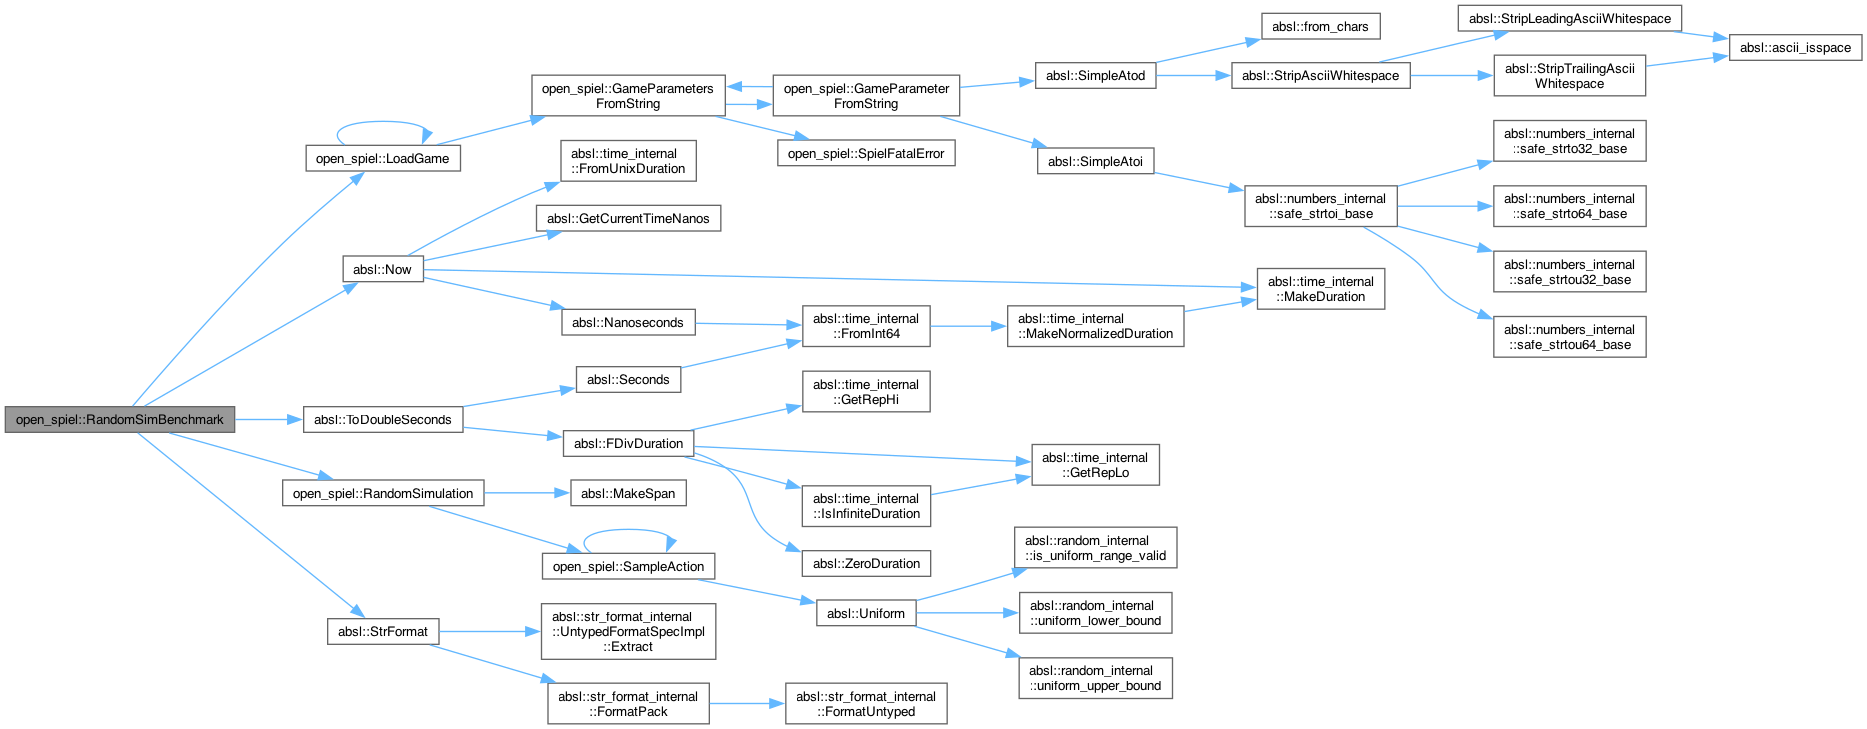 open_spiel::RandomSimBenchmark
open_spiel::LoadGame
absl::Now
absl::ToDoubleSeconds
open_spiel::RandomSimulation
absl::StrFormat
open_spiel::GameParameters
FromString
absl::time_internal
::FromUnixDuration
absl::GetCurrentTimeNanos
absl::Nanoseconds
absl::Seconds
absl::FDivDuration
absl::MakeSpan
open_spiel::SampleAction
absl::str_format_internal
::UntypedFormatSpecImpl
::Extract
absl::str_format_internal
::FormatPack
open_spiel::GameParameter
FromString
open_spiel::SpielFatalError
absl::time_internal
::FromInt64
absl::time_internal
::GetRepHi
absl::time_internal
::IsInfiniteDuration
absl::ZeroDuration
absl::Uniform
absl::str_format_internal
::FormatUntyped
absl::SimpleAtod
absl::SimpleAtoi
absl::time_internal
::MakeNormalizedDuration
absl::time_internal
::GetRepLo
absl::random_internal
::is_uniform_range_valid
absl::random_internal
::uniform_lower_bound
absl::random_internal
::uniform_upper_bound
absl::from_chars
absl::StripAsciiWhitespace
absl::numbers_internal
::safe_strtoi_base
absl::time_internal
::MakeDuration
absl::StripLeadingAsciiWhitespace
absl::StripTrailingAscii
Whitespace
absl::numbers_internal
::safe_strto32_base
absl::numbers_internal
::safe_strto64_base
absl::numbers_internal
::safe_strtou32_base
absl::numbers_internal
::safe_strtou64_base
absl::ascii_isspace